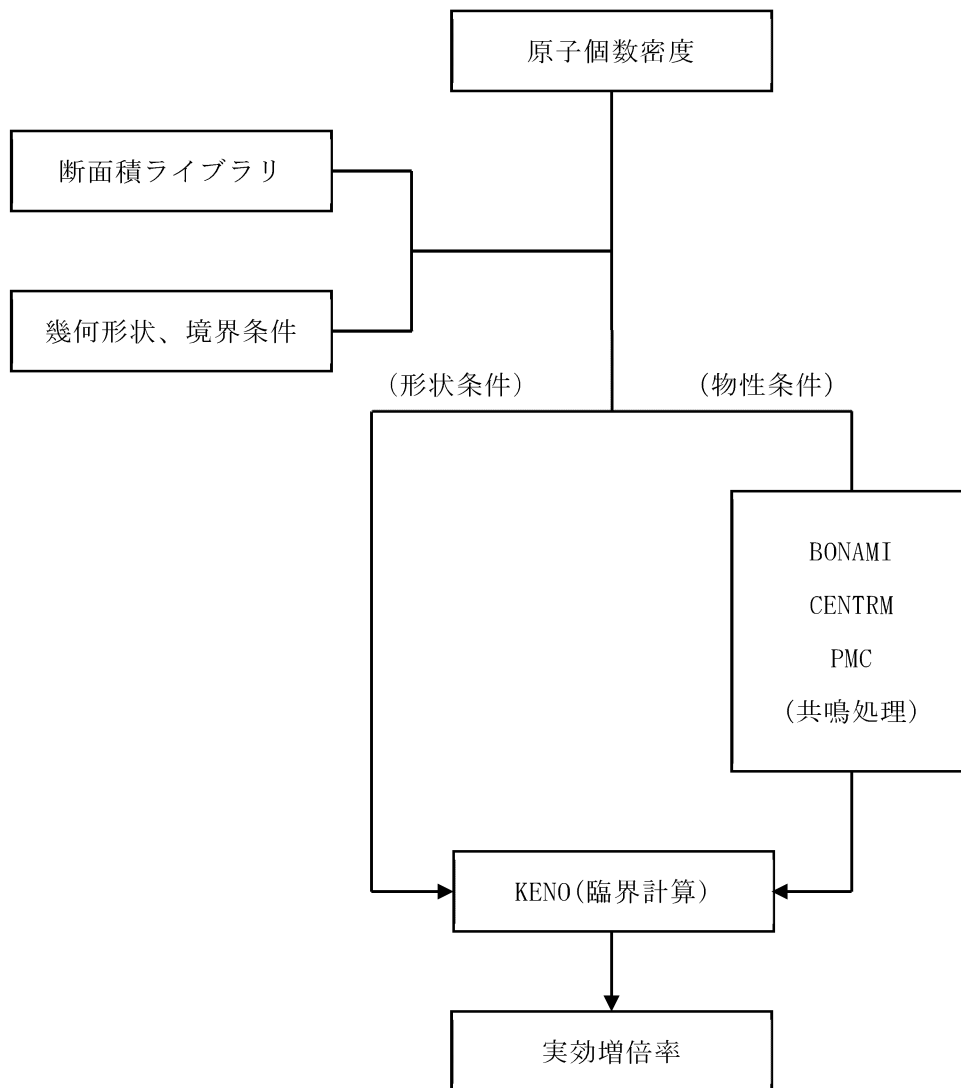 原子個数密度
断面積ライブラリ
幾何形状、境界条件
(形状条件)
(物性条件)
BONAMI
CENTRM
PMC
(共鳴処理)
KENO(臨界計算)
実効増倍率